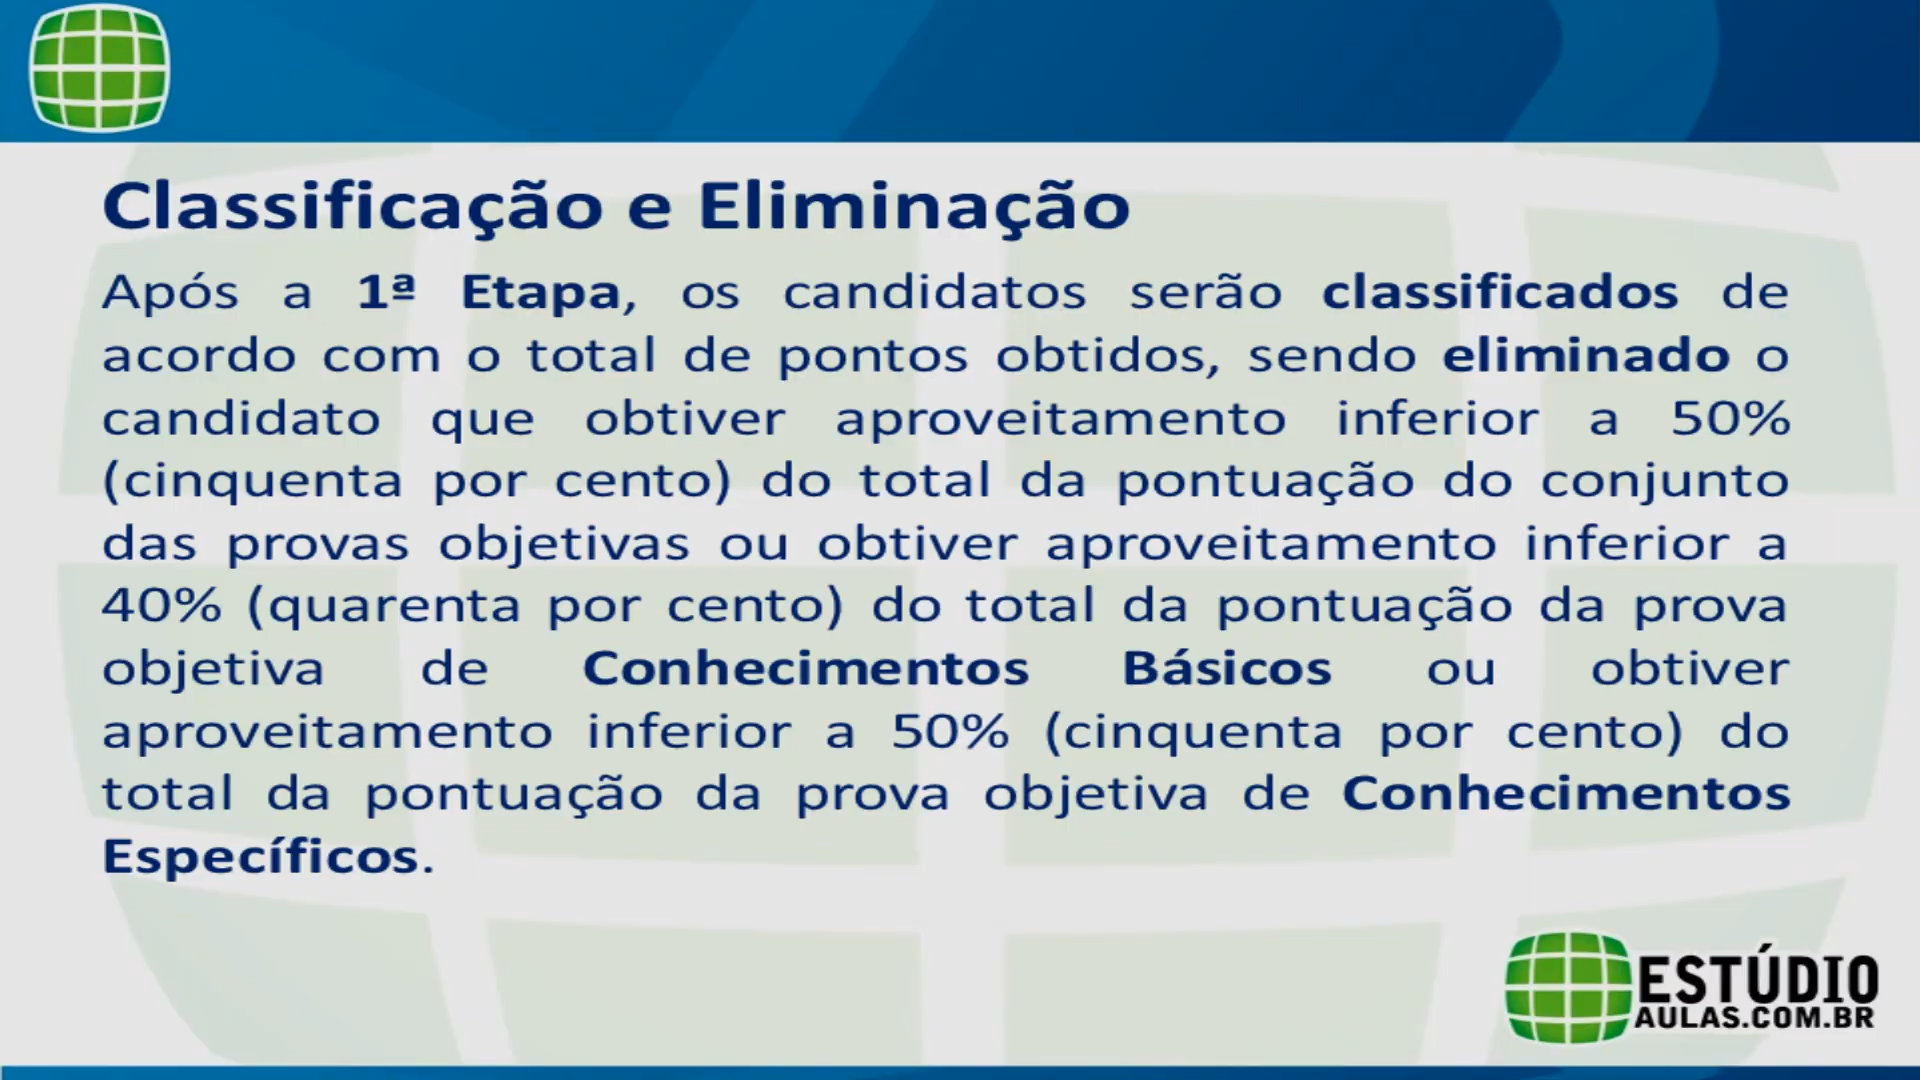 Classificação e Eliminação
Após a 1ª Etapa, os candidatos serão classificados de
acordo com o total de pontos obtidos, sendo eliminado o
candidato que obtiver aproveitamento inferior a 50%
(cinquenta por cento) do total da pontuação do conjunto
das provas objetivas ou obtiver aproveitamento inferior a
40% (quarenta por cento) do total da pontuação da prova
objetiva de Conhecimentos Básicos ou obtiver
aproveitamento inferior a 50% (cinquenta por cento) do
total da pontuação da prova objetiva de Conhecimentos
Específicos.
ESTÚDIO
AULAS.COM.BR